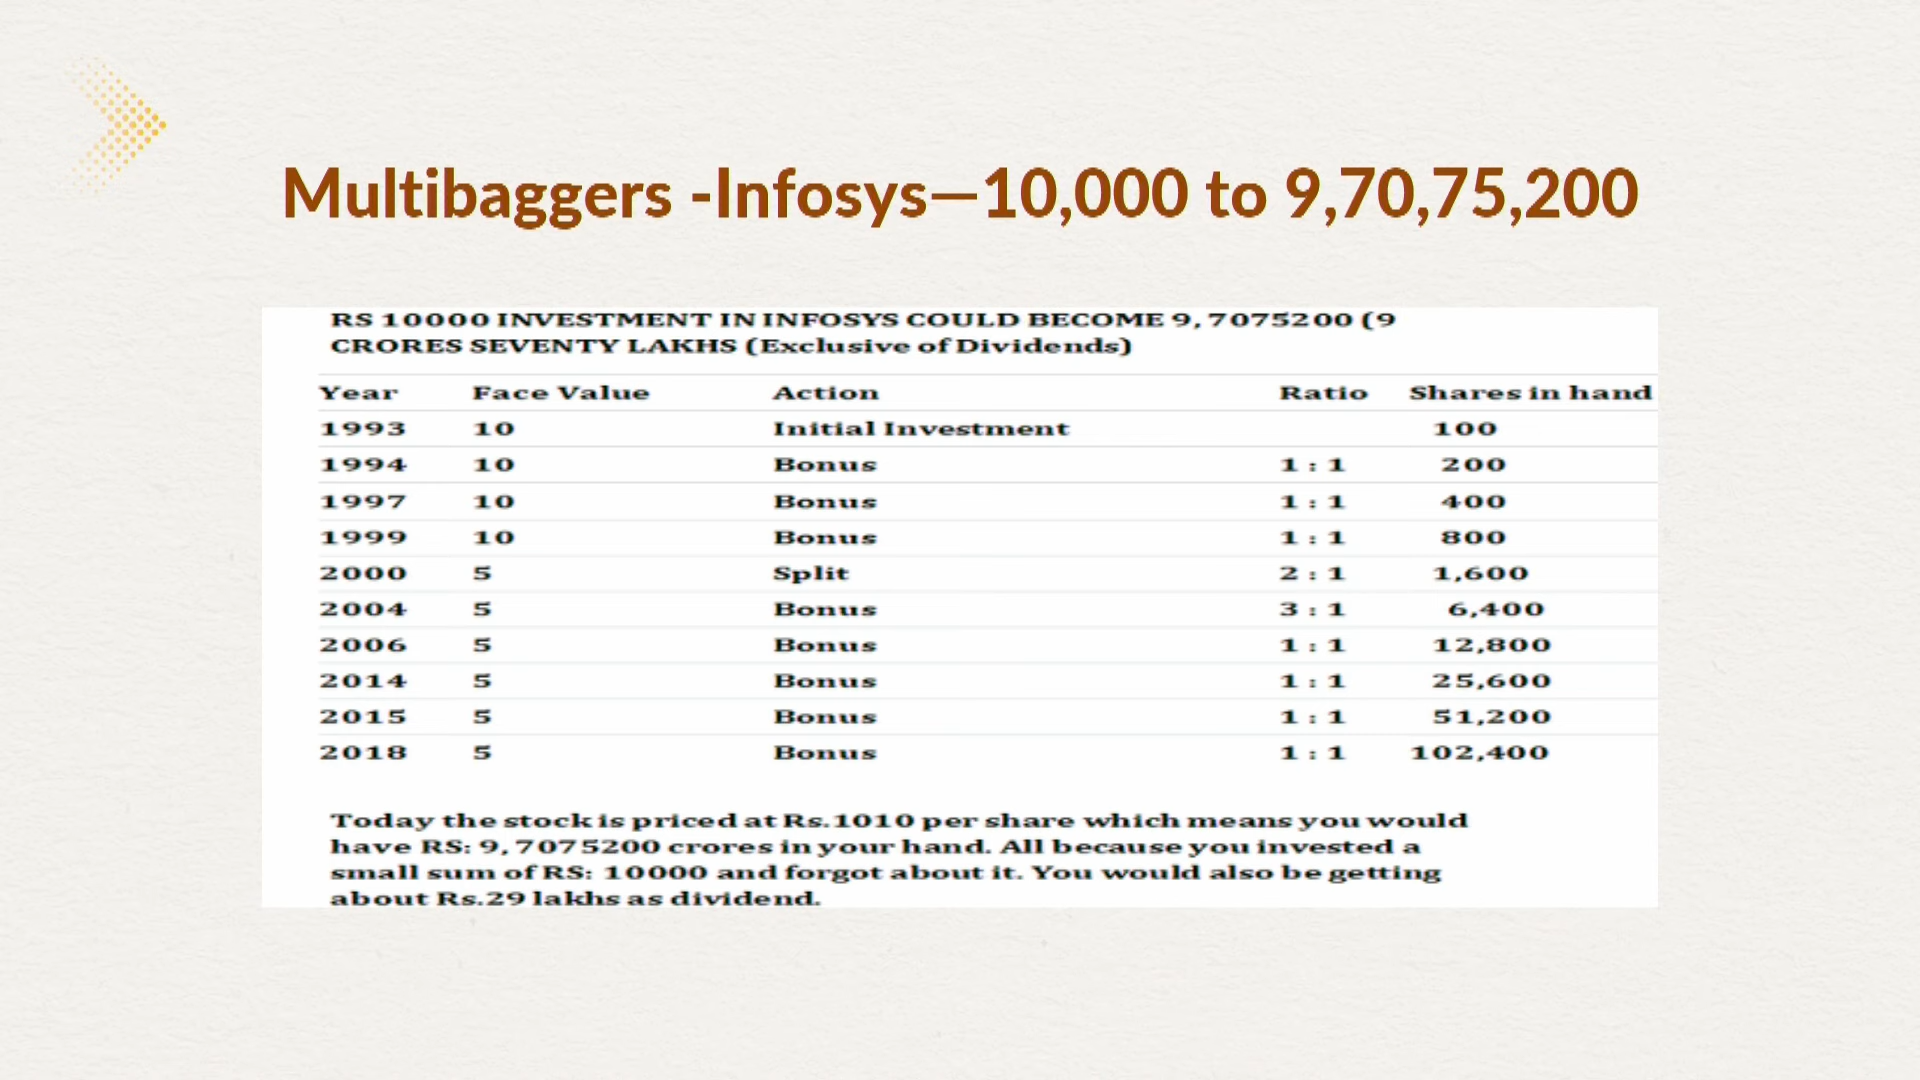 Multibaggers -Infosys—10,000 to 9,70,75,200
RS 10000 INVESTMENT IN INFOSYS COULD BECOME 9, 7075200 (9
CRORES SEVENTY LAKHS (Exclusive of Dividends)
Year Face Value Action Ratio Shares in hand
1993 10 Initial Investment 100
1994 10 Bonus 1 : 1 200
1997 10 Bonus 1 : 1 400
1999 10 Bonus 1 : 1 800
2000 5 Split 2 : 1 1,600
2004 5 Bonus 3 : 1 6,400
2006 5 Bonus 1 : 1 12,800
2014 5 Bonus 1 : 1 25,600
2015 5 Bonus 1 : 1 51,200
2018 5 Bonus 1 : 1 102,400
Today the stock is priced at Rs.1010 per share which means you would
have RS: 9, 7075200 crores in your hand. All because you invested a
small sum of RS: 10000 and forgot about it. You would also be getting
about Rs.29 lakhs as dividend.